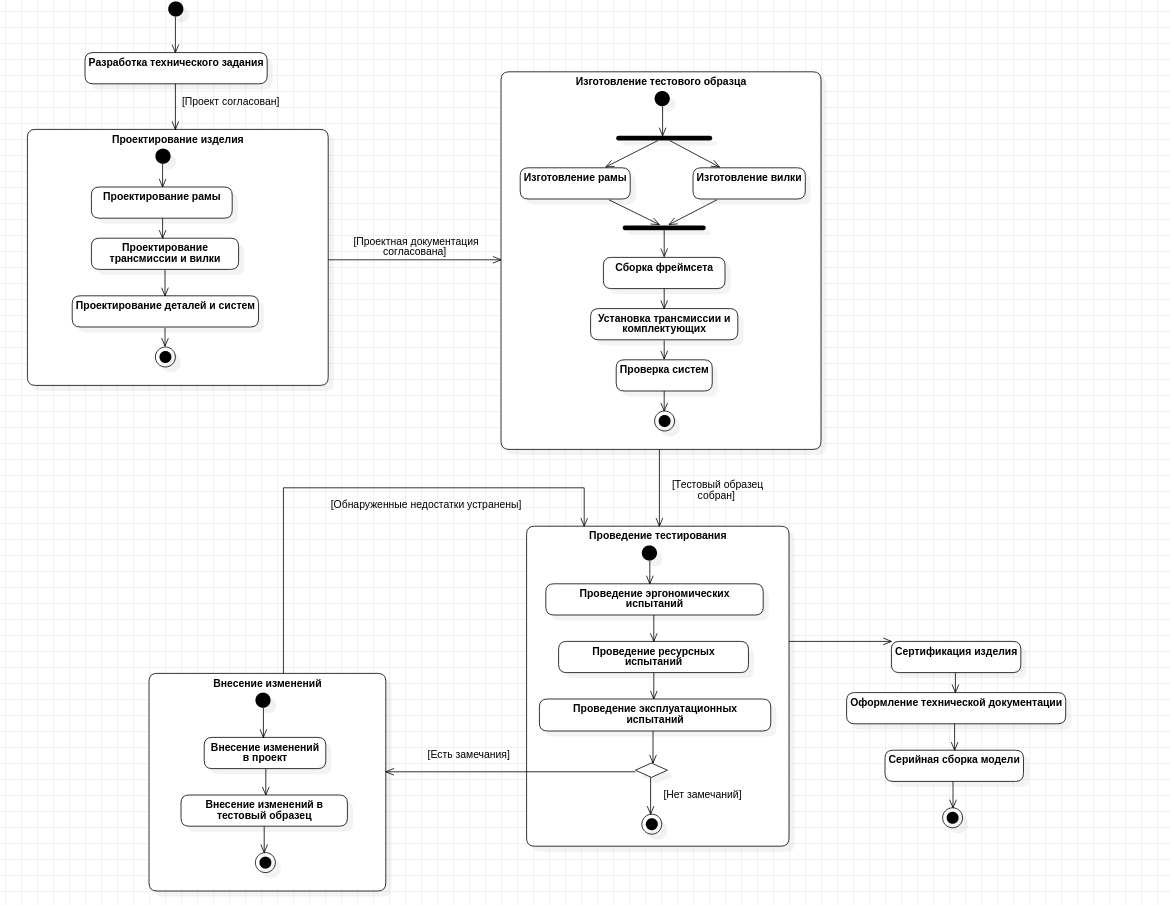 Разработка технического задания
[Проект согласован]
Проектирование изделия
Проектирование рамы
Проектирование
трансмиссии и вилки
Проектирование деталей и систем
[Проектная документация
согласована]
Изготовление тестового образца
Изготовление рамы
Изготовление вилки
Сборка фреймсета
Установка трансмиссии и
комплектующих
Проверка систем
[Тестовый образец
собран]
[Обнаруженные недостатки устранены]
Проведение тестирования
Проведение эргономических
испытаний
Проведение ресурсных
испытаний
Проведение эксплуатационных
испытаний
[Есть замечания]
[Нет замечаний]
Внесение изменений
Внесение изменений
в проект
Внесение изменений в
тестовый образец
Сертификация изделия
Оформление технической документации
Серийная сборка модели